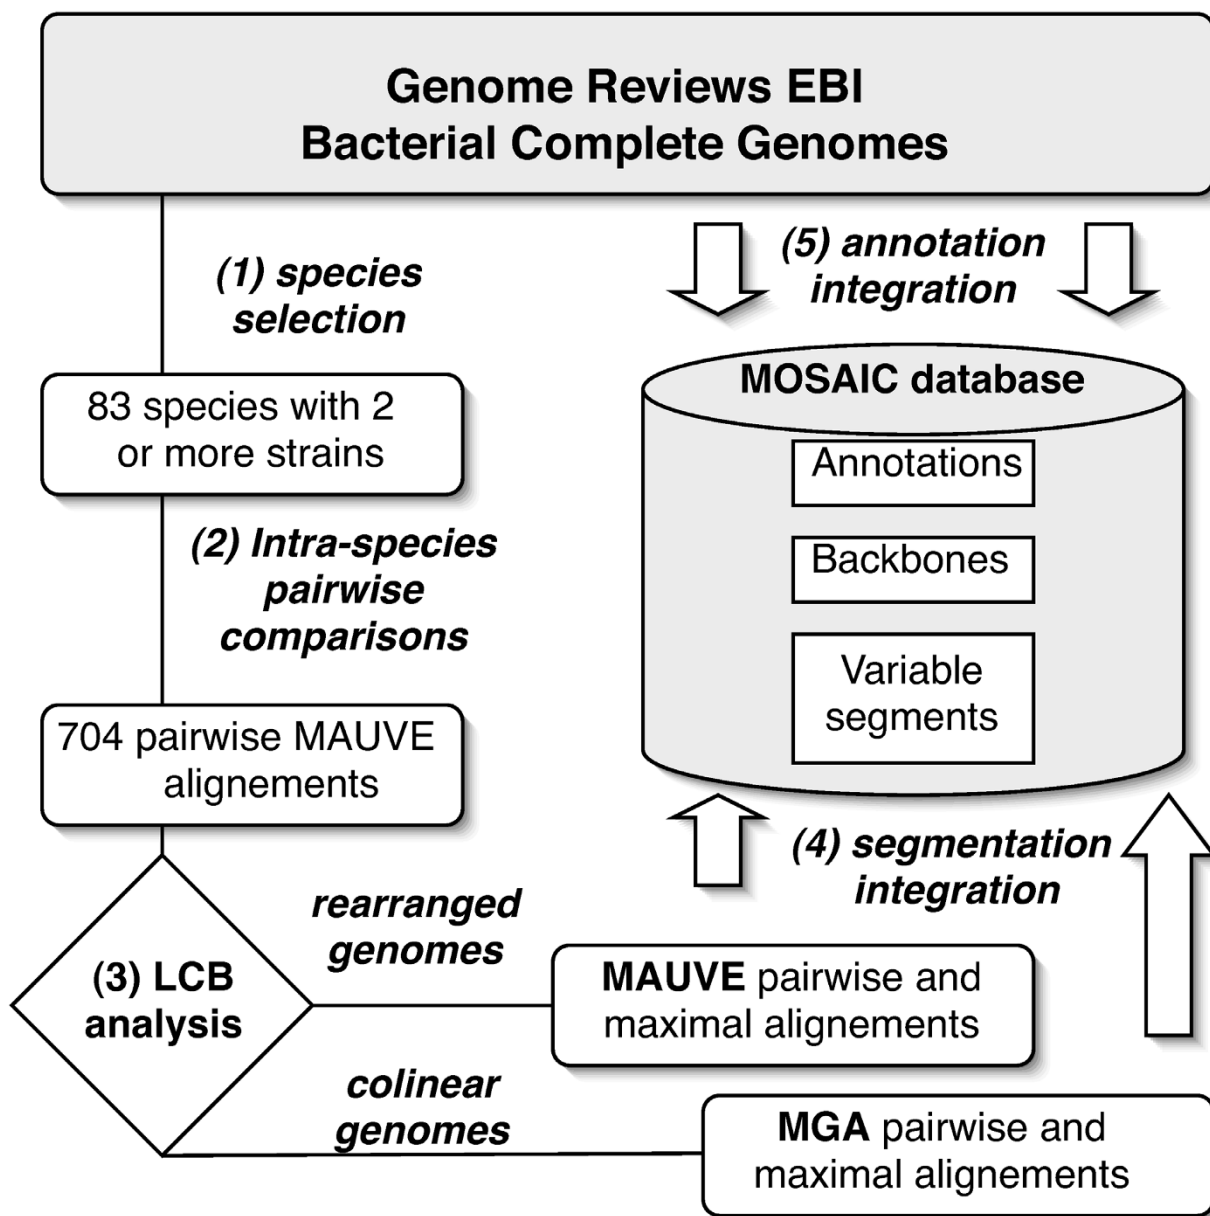 Genome Reviews EBI
Bacterial Complete Genomes
(1) species
selection
(5) annotation
integration
83 species with 2
or more strains
MOSAIC database
Annotations
Backbones
Variable
segments
(2) Intra-species
pairwise
comparisons
704 pairwise MAUVE
alignements
(4) segmentation
integration
(3) LCB
analysis
rearranged
genomes
MAUVE pairwise and
maximal alignements
colinear
genomes
MGA pairwise and
maximal alignements